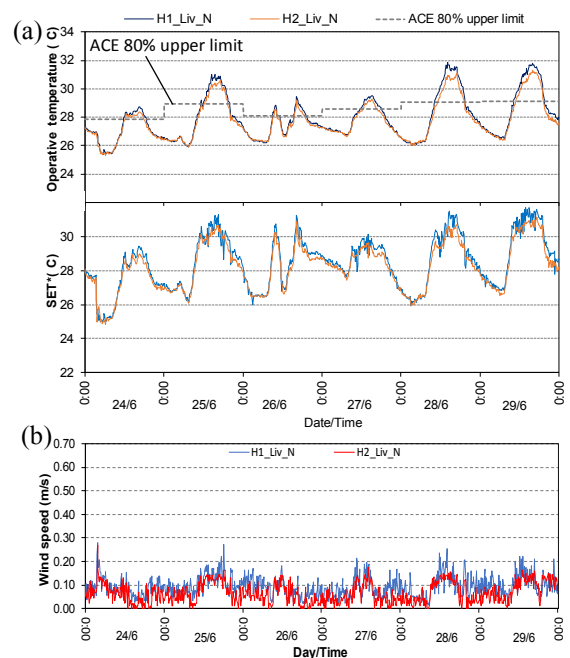 (a)
H1_Liv_N H2_Liv_N ACE 80% upper limit
ACE 80% upper limit
Operative temperature ( C)
34
32
30
28
26
24
SET*( C)
30
28
26
24
22
0:00 0:00 0:00 0:00 0:00 0:00 0:00
24/6 25/6 26/6 27/6 28/6 29/6
Date/Time
(b)
H1_Liv_N H2_Liv_N
Wind speed (m/s)
0.70
0.60
0.50
0.40
0.30
0.20
0.10
0.00
0:00 0:00 0:00 0:00 0:00 0:00 0:00
24/6 25/6 26/6 27/6 28/6 29/6
Day/Time